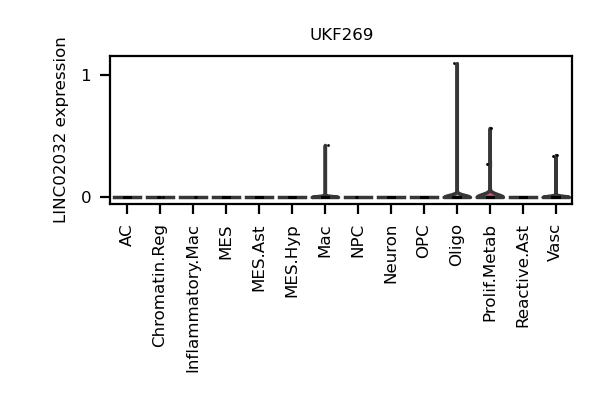 UKF269
LINC02032 expression
1
0
AC
Chromatin.Reg
Inflammatory.Mac
MES
MES.Ast
MES.Hyp
Mac
NPC
Neuron
OPC
Oligo
Prolif.Metab
Reactive.Ast
Vasc